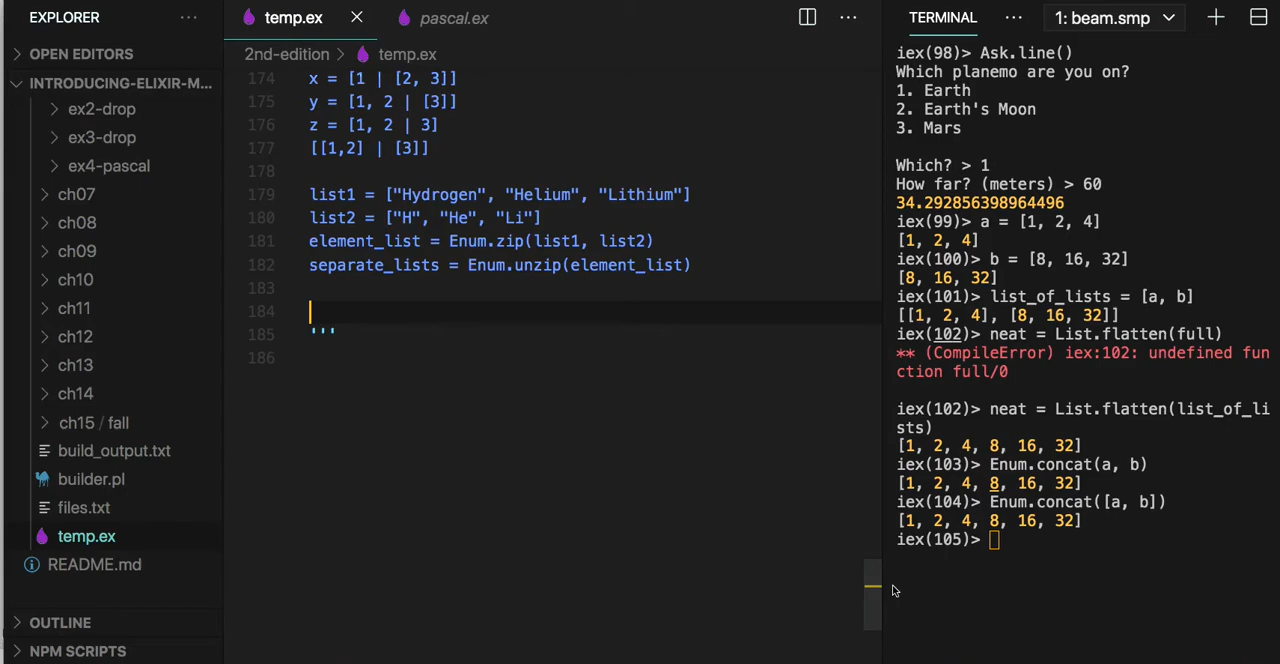 EXPLORER
OPEN EDITORS
INTRODUCING-ELIXIR-M...
ex2-drop
ex3-drop
ex4-pascal
ch07
ch08
ch09
ch10
ch11
ch12
ch13
ch14
ch15 / fall
build_output.txt
builder.pl
files.txt
temp.ex
README.md
OUTLINE
NPM SCRIPTS
temp.ex
pascal.ex
2nd-edition > temp.ex
174 x = [1 | [2, 3]]
175 y = [1, 2 | [3]]
176 z = [1, 2 | 3]
177 [[1,2] | [3]]
178
179 list1 = ["Hydrogen", "Helium", "Lithium"]
180 list2 = ["H", "He", "Li"]
181 element_list = Enum.zip(list1, list2)
182 separate_lists = Enum.unzip(element_list)
183
184
185 '''
186
TERMINAL
1: beam.smp
iex(98)> Ask.line()
Which planemo are you on?
1. Earth
2. Earth's Moon
3. Mars
Which? > 1
How far? (meters) > 60
34.292856398964496
iex(99)> a = [1, 2, 4]
[1, 2, 4]
iex(100)> b = [8, 16, 32]
[8, 16, 32]
iex(101)> list_of_lists = [a, b]
[[1, 2, 4], [8, 16, 32]]
iex(102)> neat = List.flatten(full)
** (CompileError) iex:102: undefined fun
ction full/0
iex(102)> neat = List.flatten(list_of_li
sts)
[1, 2, 4, 8, 16, 32]
iex(103)> Enum.concat(a, b)
[1, 2, 4, 8, 16, 32]
iex(104)> Enum.concat([a, b])
[1, 2, 4, 8, 16, 32]
iex(105)>